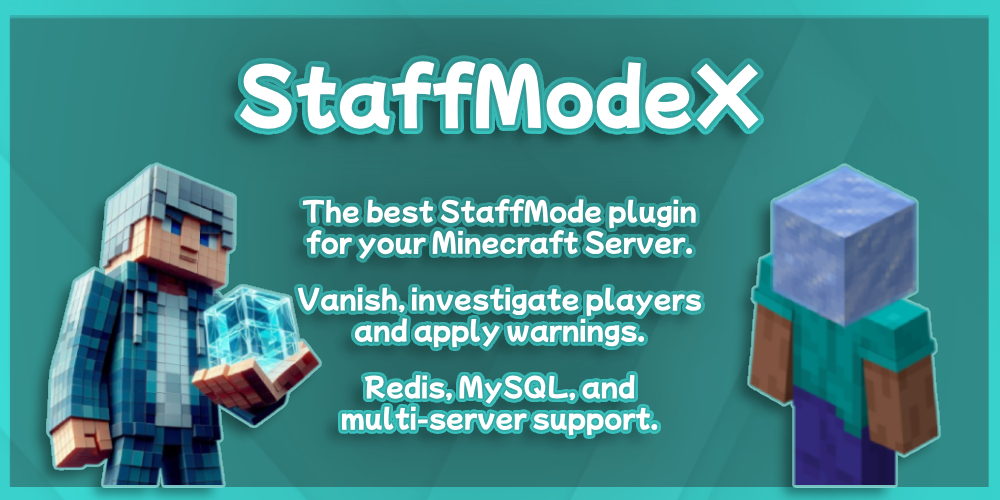 StaffModeX
The best StaffMode plugin
for your Minecraft Server.
Vanish, investigate players
and apply warnings.
Redis, MySQL, and
multi-server support.